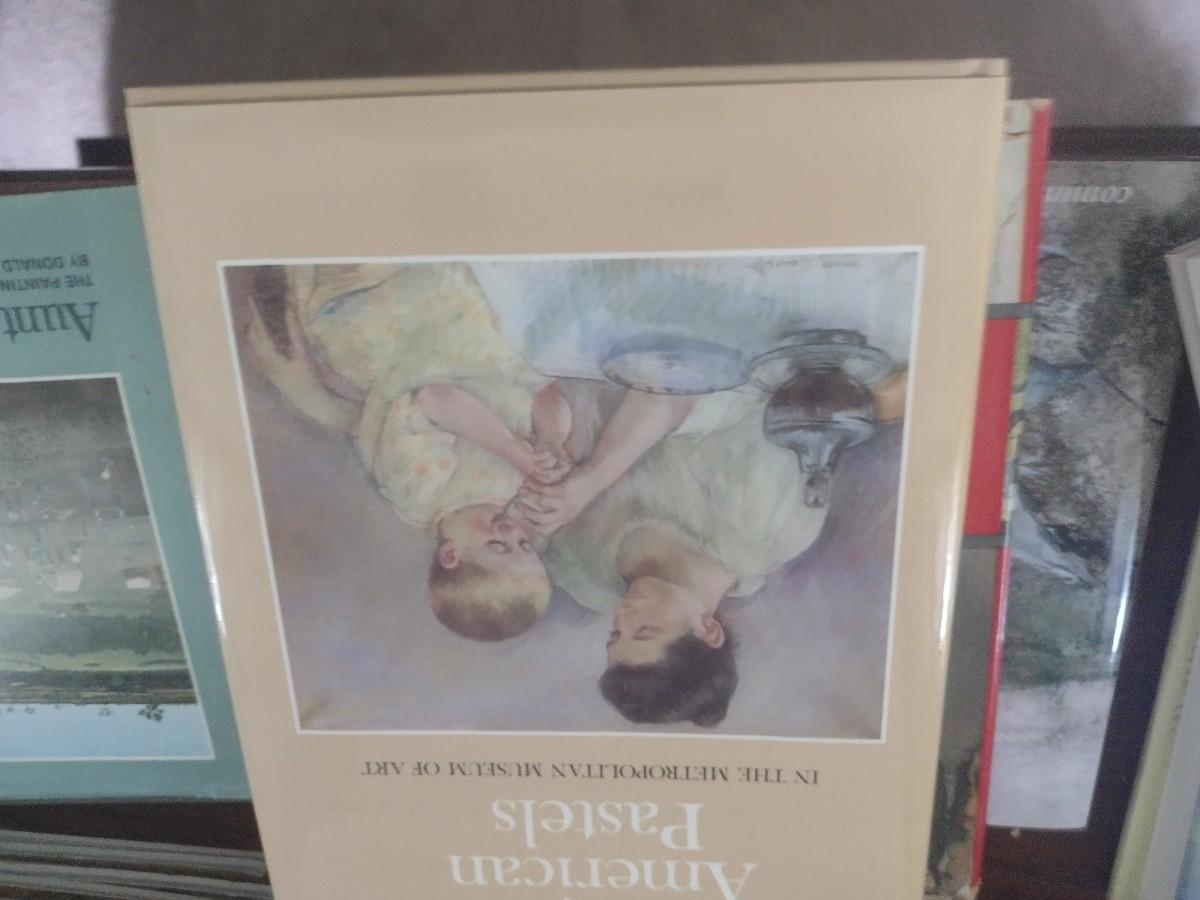 American
Pastels
IN THE METROPOLITAN MUSEUM OF ART
Aunt
THE PAINTIN
BY DONALD
comm